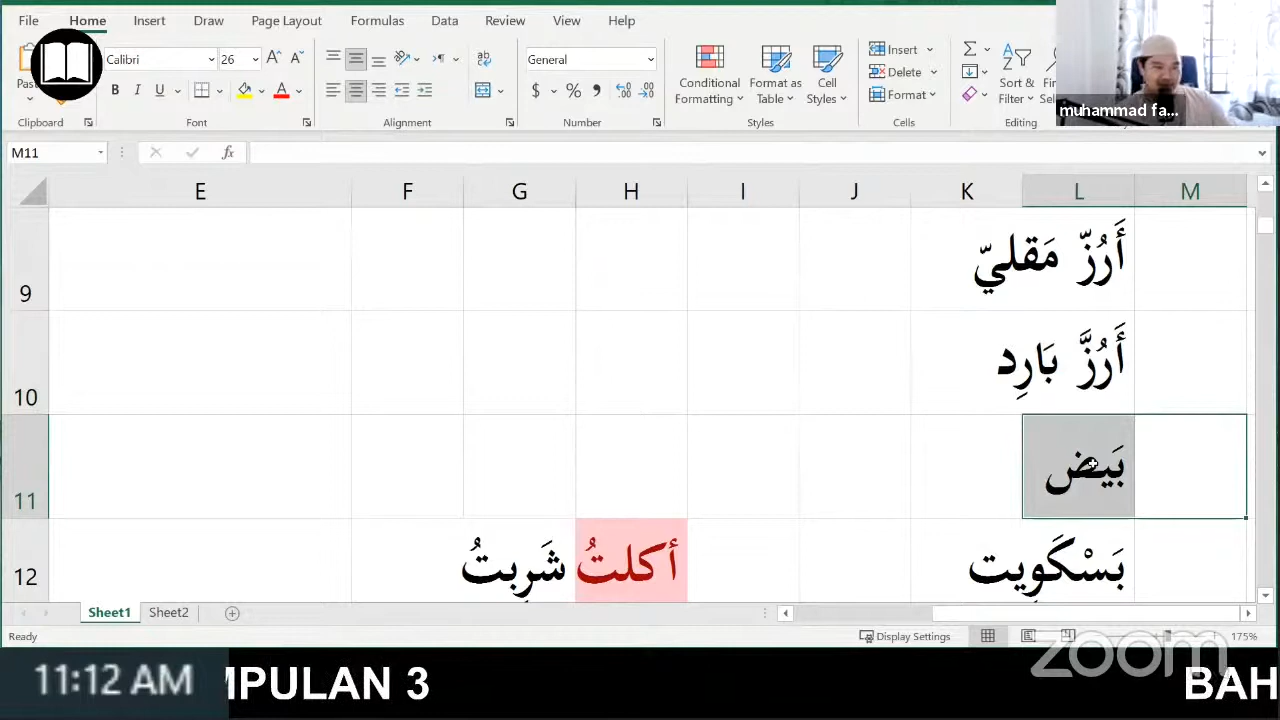 File Home Insert Draw Page Layout Formulas Data Review View Help
Calibri 26 General Insert
Delete
Format
Conditional Formatting Format as Table Cell Styles Sort & Filter
Clipboard Font Alignment Number Styles Cells Editing
muhammad fa...
M11 fx
E F G H I J K L M
9 أَرُزّ مَقليّ
10 أَرُزَّ بَارِد
11 بَيض
12 بَسْكَوِيت أكلتُ شَرِبتُ
Sheet1 Sheet2
Ready Display Settings 175%
zoom
11:12 AM MPULAN 3 BAH